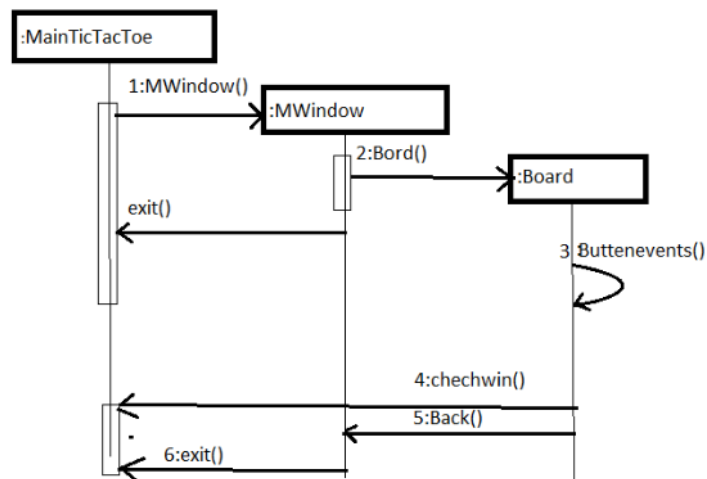 :MainTicTacToe
1:MWindow()
:MWindow
2:Bord()
:Board
exit()
3 :Buttenevents()
4:chechwin()
5:Back()
6:exit()